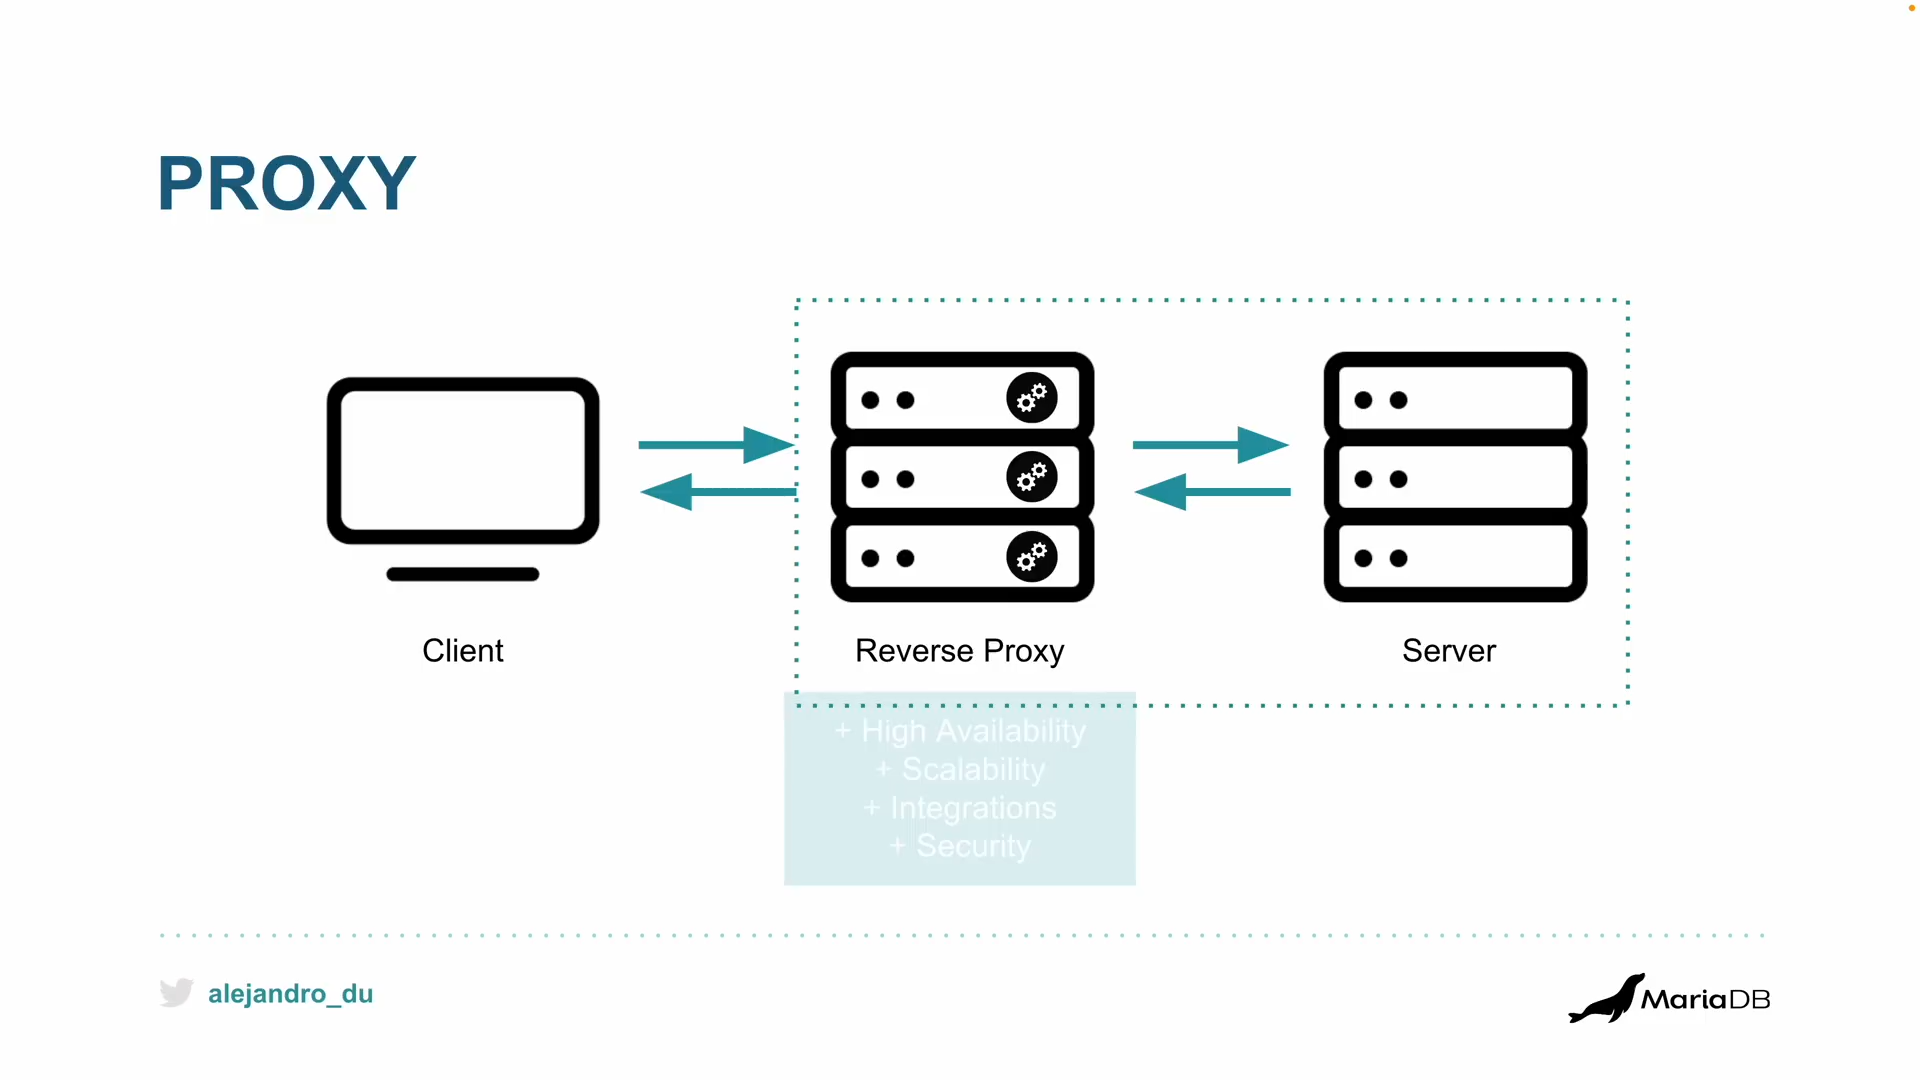 PROXY
Client
Reverse Proxy
Server
+ High Availability
+ Scalability
+ Integrations
+ Security
alejandro_du
MariaDB